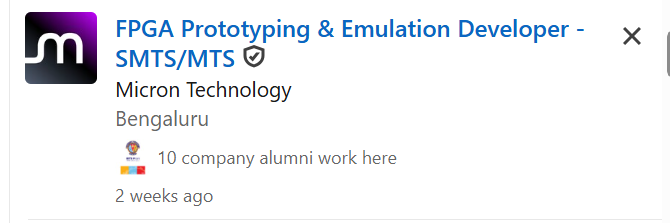 FPGA Prototyping & Emulation Developer -
SMTS/MTS
Micron Technology
Bengaluru
10 company alumni work here
2 weeks ago